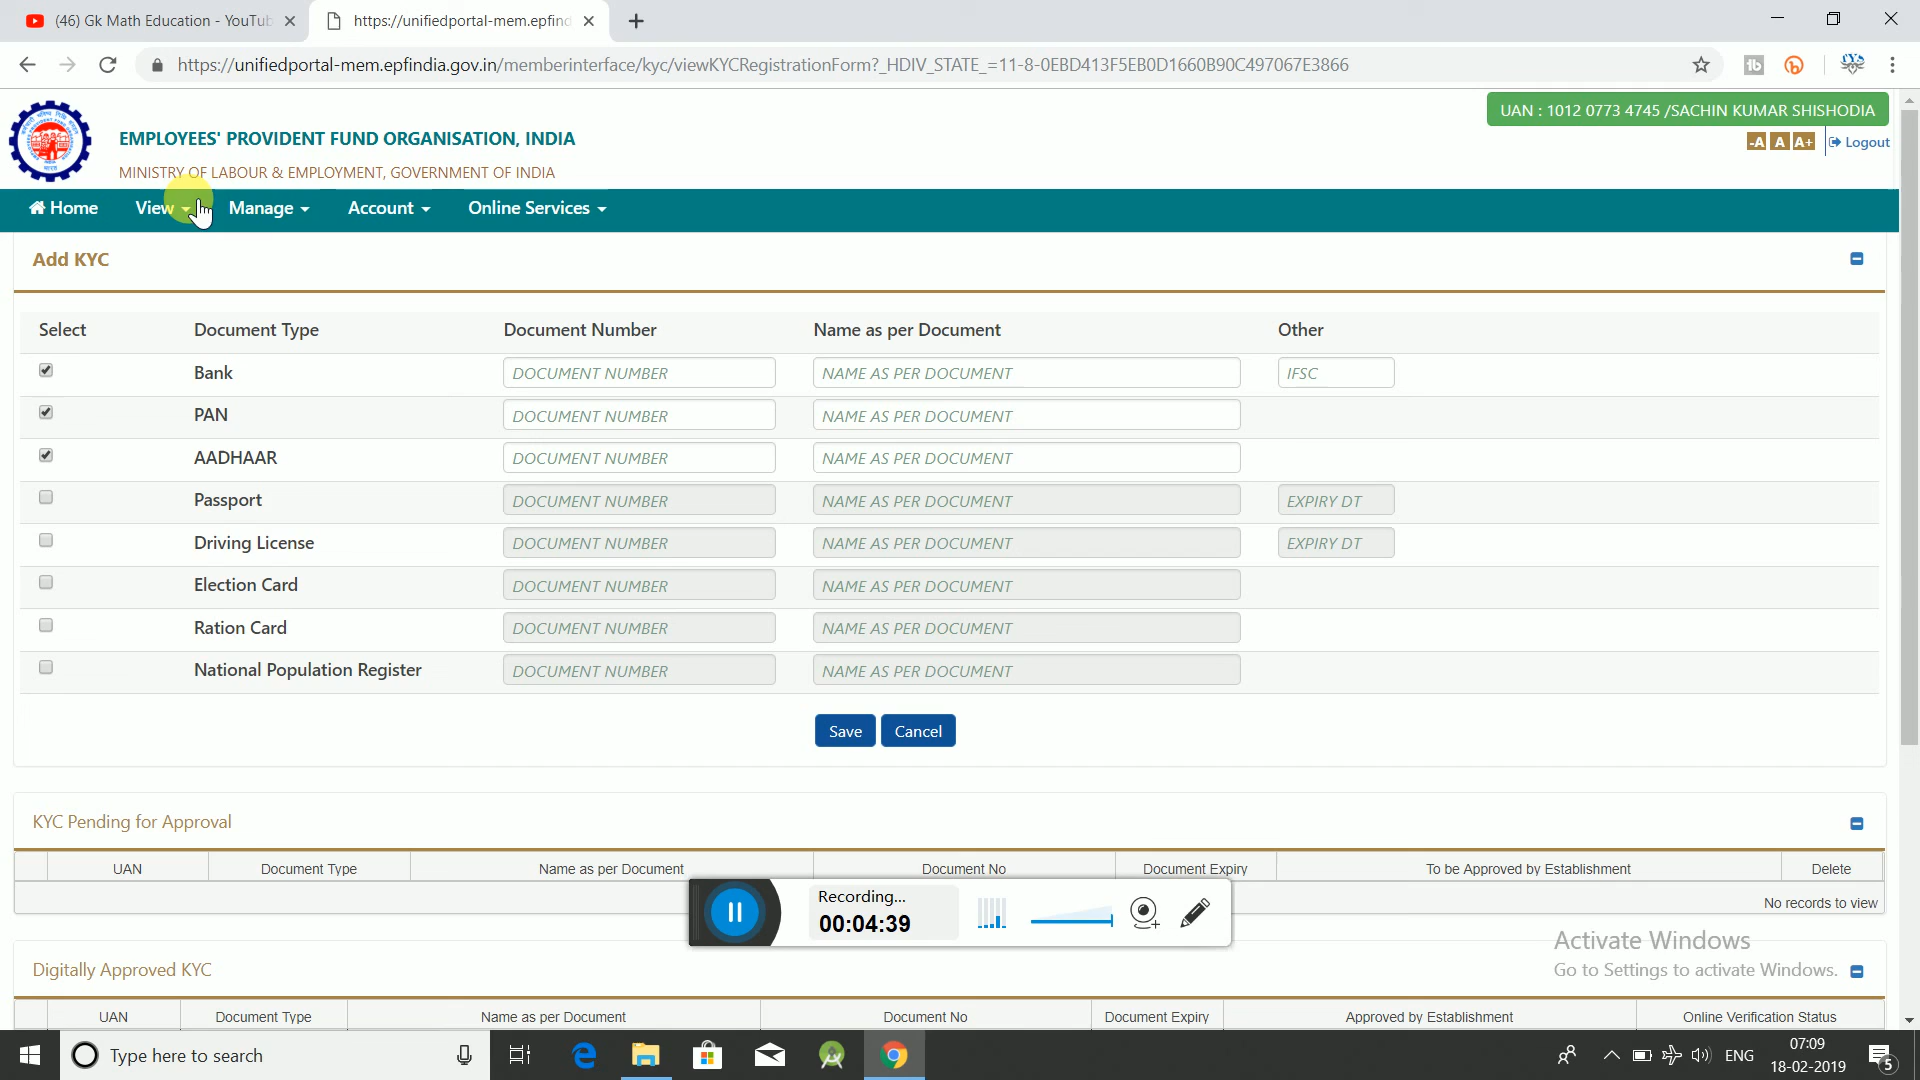 (46) Gk Math Education - YouTub
https://unifiedportal-mem.epfind
https://unifiedportal-mem.epfindia.gov.in/memberinterface/kyc/viewKYCRegistrationForm?_HDIV_STATE_=11-8-0EBD413F5EB0D1660B90C497067E3866
UAN : 1012 0773 4745 /SACHIN KUMAR SHISHODIA
EMPLOYEES' PROVIDENT FUND ORGANISATION, INDIA
-A A A+ Logout
MINISTRY OF LABOUR & EMPLOYMENT, GOVERNMENT OF INDIA
Home View Manage Account Online Services
Add KYC
Select Document Type Document Number Name as per Document Other
Bank DOCUMENT NUMBER NAME AS PER DOCUMENT IFSC
PAN DOCUMENT NUMBER NAME AS PER DOCUMENT
AADHAAR DOCUMENT NUMBER NAME AS PER DOCUMENT
Passport DOCUMENT NUMBER NAME AS PER DOCUMENT EXPIRY DT
Driving License DOCUMENT NUMBER NAME AS PER DOCUMENT EXPIRY DT
Election Card DOCUMENT NUMBER NAME AS PER DOCUMENT
Ration Card DOCUMENT NUMBER NAME AS PER DOCUMENT
National Population Register DOCUMENT NUMBER NAME AS PER DOCUMENT
Save Cancel
KYC Pending for Approval
UAN Document Type Name as per Document Document No Document Expiry To be Approved by Establishment Delete
No records to view
Recording...
00:04:39
Activate Windows
Go to Settings to activate Windows.
Digitally Approved KYC
UAN Document Type Name as per Document Document No Document Expiry Approved by Establishment Online Verification Status
Type here to search
ENG
07:09
18-02-2019
5